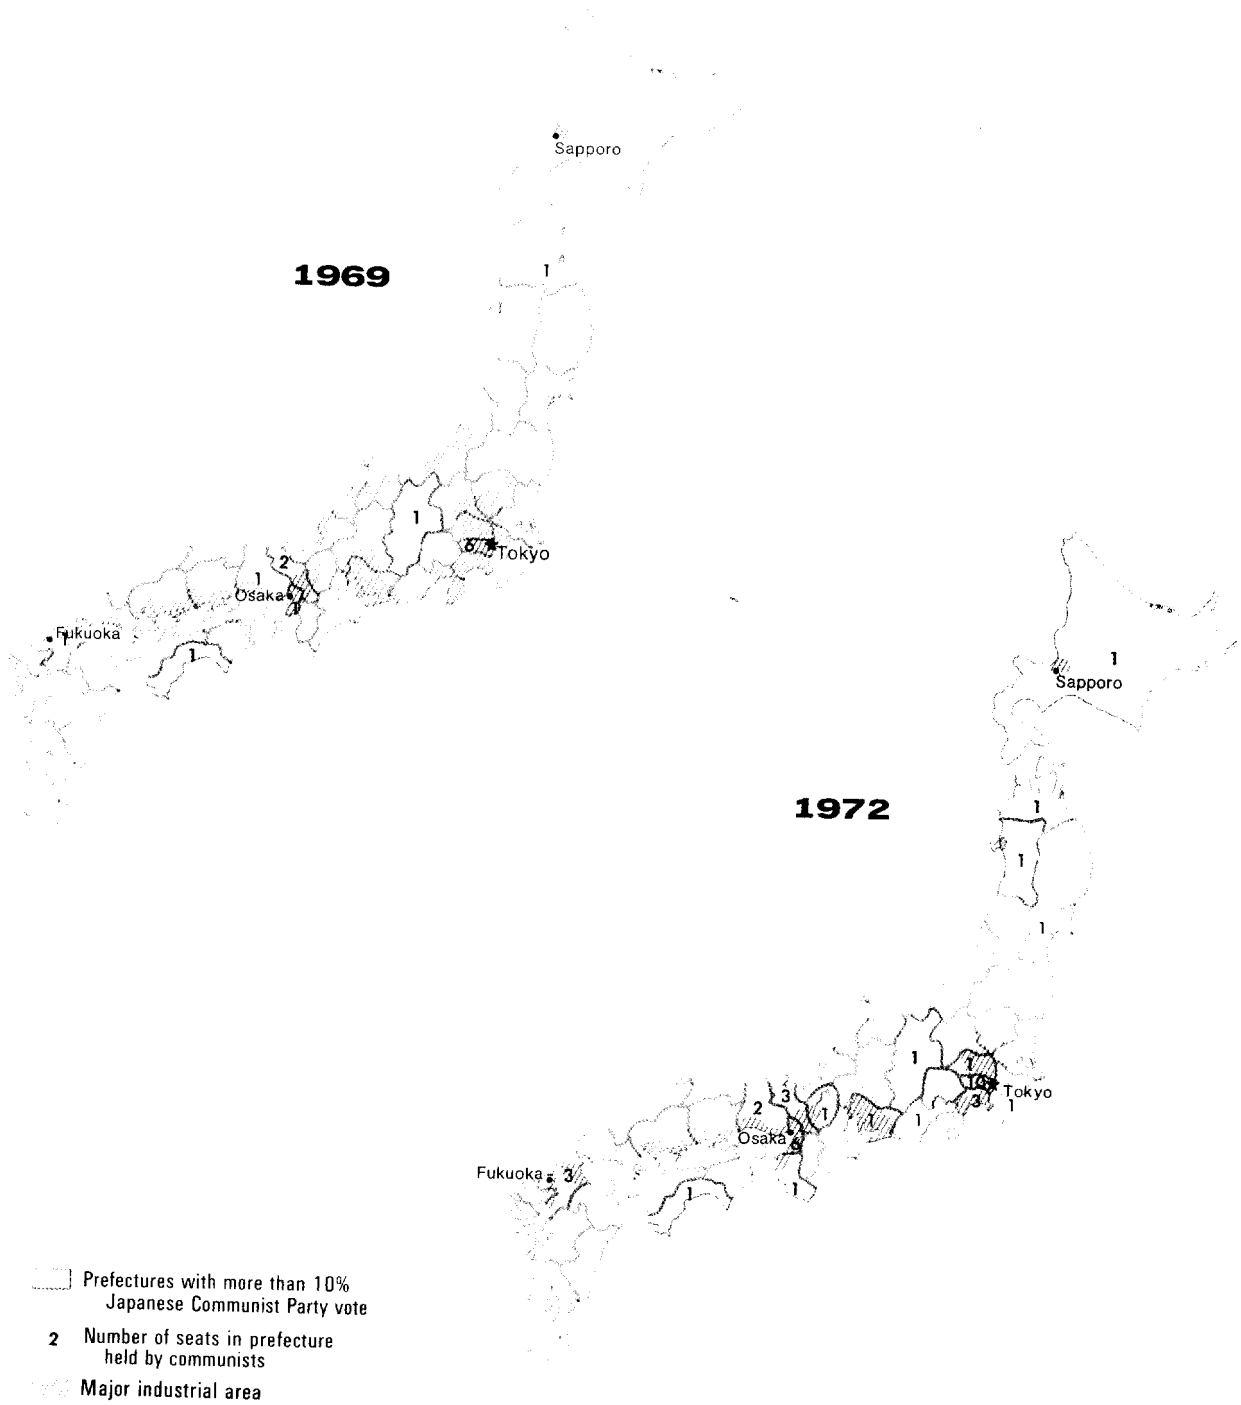 Sapporo
1969
1
1
6
Tokyo
2
1
Osaka
1
Fukuoka
1
1
1
Sapporo
1972
1
1
1
1
1
10
Tokyo
3
1
3
2
1
1
1
Osaka
6
Fukuoka
3
1
1
Prefectures with more than 10%
Japanese Communist Party vote
2 Number of seats in prefecture
held by communists
Major industrial area